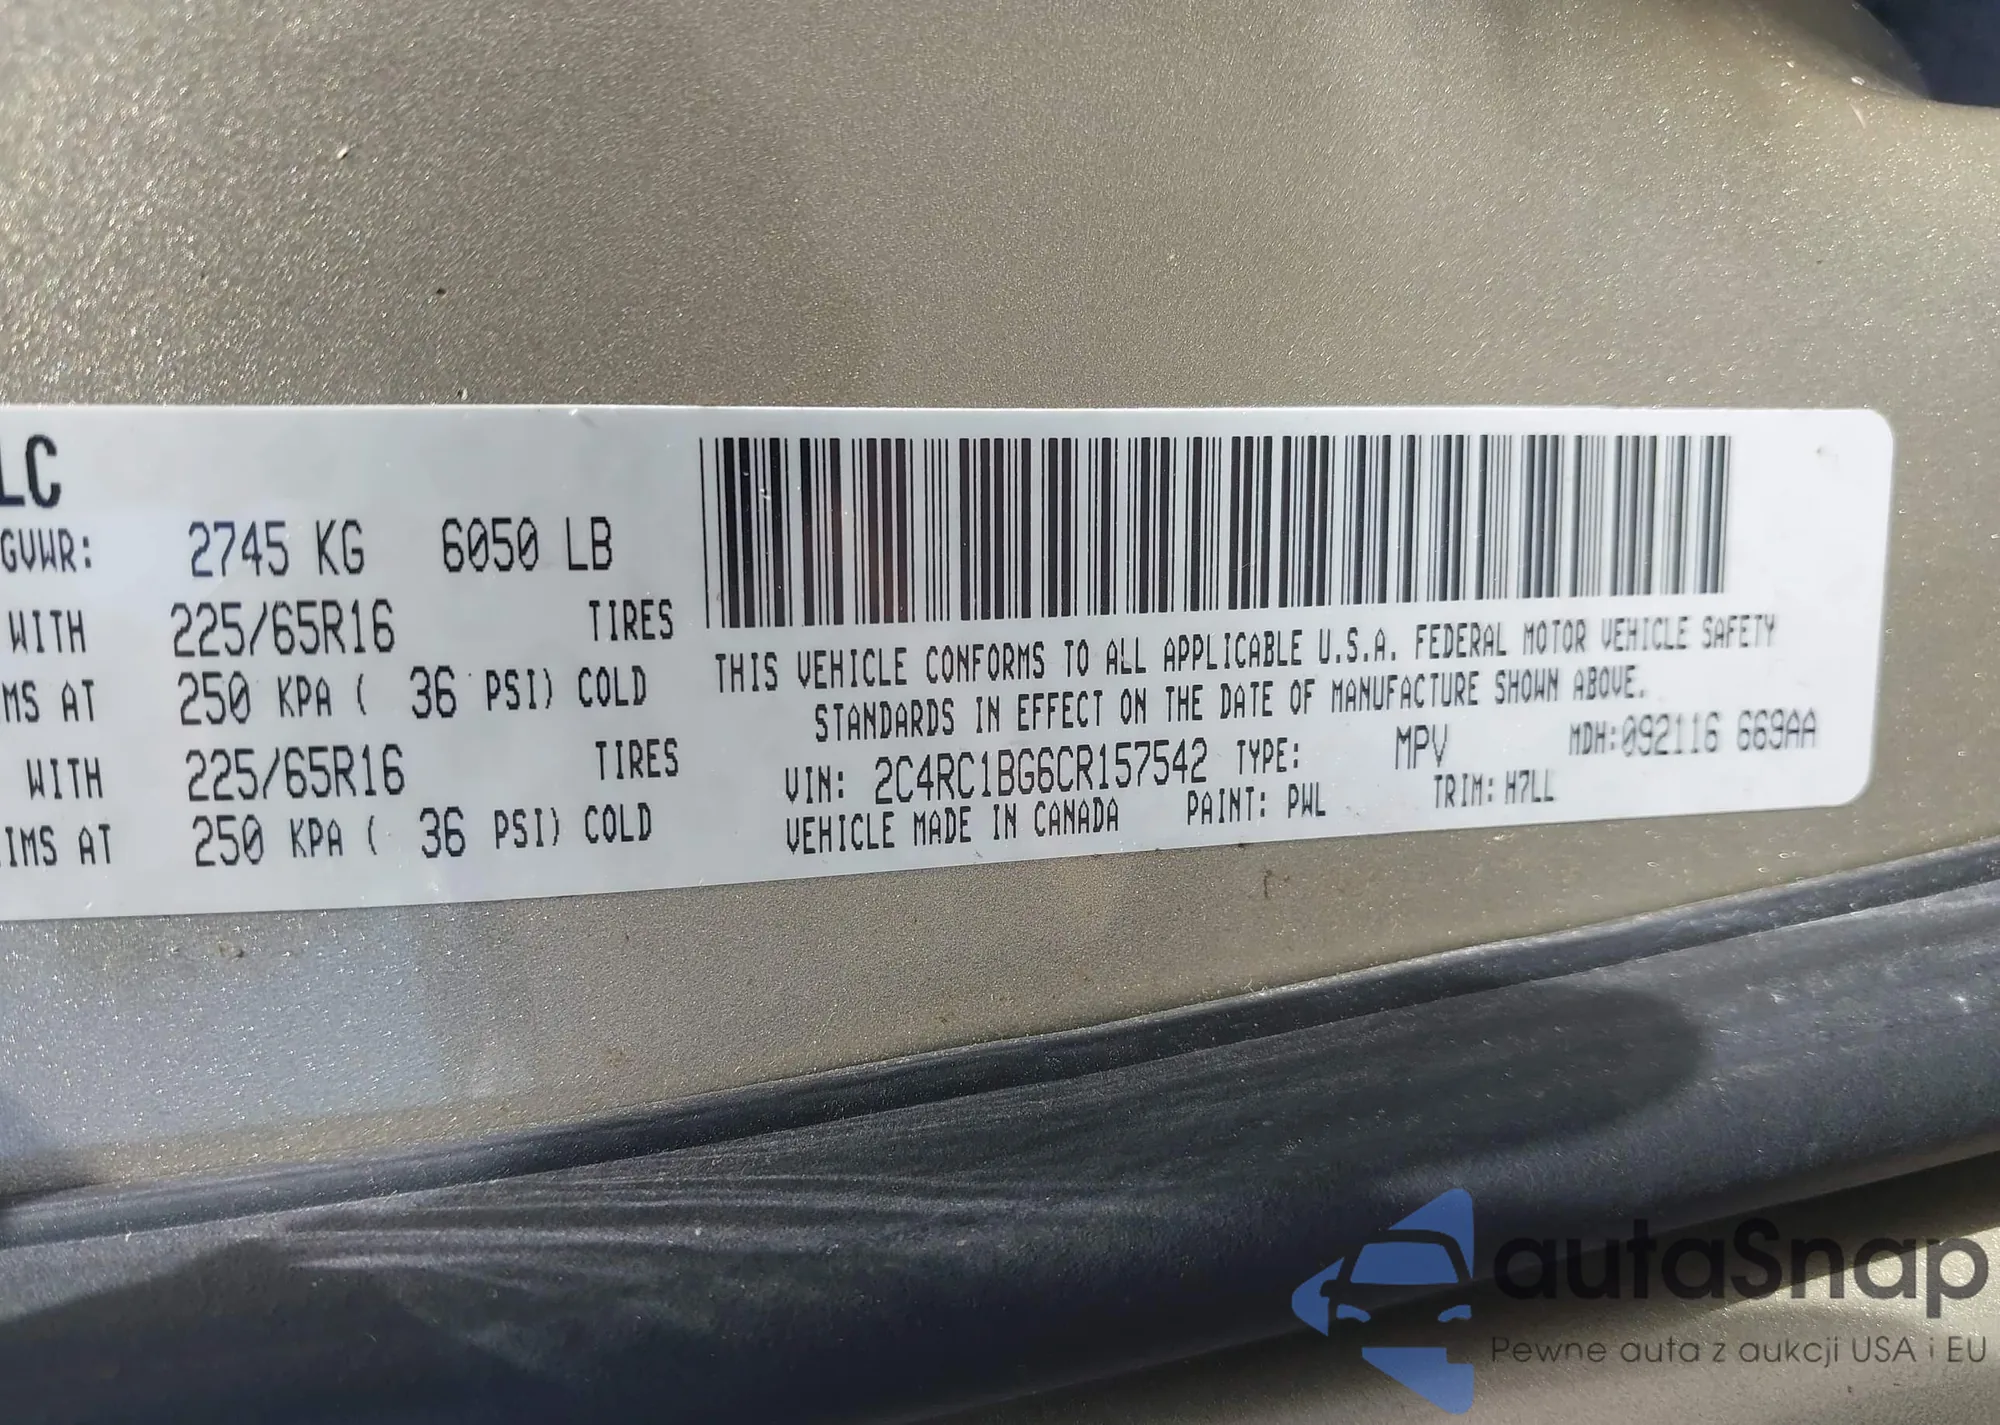 LC
GVWR: 2745 KG 6050 LB
WITH 225/65R16 TIRES
IMS AT 250 KPA ( 36 PSI) COLD
WITH 225/65R16 TIRES
IMS AT 250 KPA ( 36 PSI) COLD
THIS VEHICLE CONFORMS TO ALL APPLICABLE U.S.A. FEDERAL MOTOR VEHICLE SAFETY
STANDARDS IN EFFECT ON THE DATE OF MANUFACTURE SHOWN ABOVE.
VIN: 2C4RC1BG6CR157542 TYPE: MPV MDH:092116 669AA
VEHICLE MADE IN CANADA PAINT: PWL TRIM: H7LL
autaSnap
Pewne auta z aukcji USA i EU